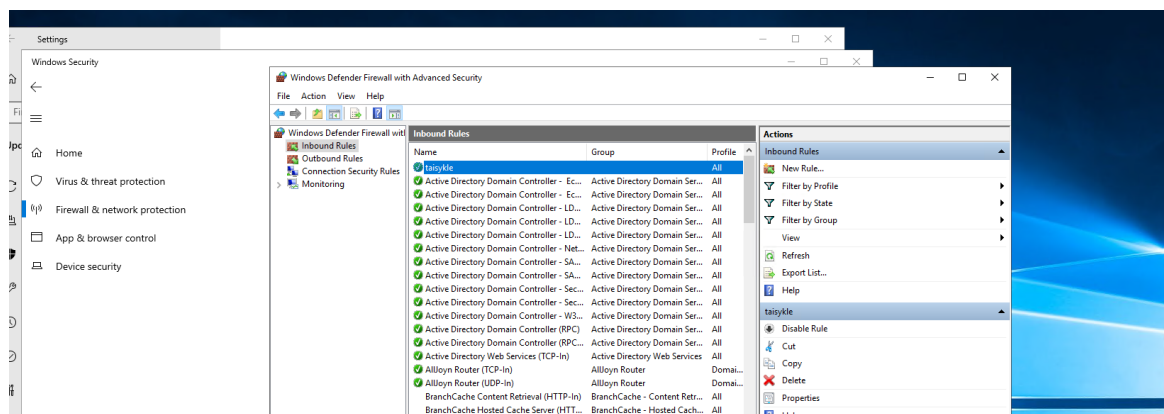 Settings
Windows Security
Home
Virus & threat protection
Firewall & network protection
App & browser control
Device security
Windows Defender Firewall with Advanced Security
File Action View Help
Windows Defender Firewall with
Inbound Rules
Outbound Rules
Connection Security Rules
Monitoring
Inbound Rules
Name Group Profile
taisykle All
Active Directory Domain Controller - Ec... Active Directory Domain Ser... All
Active Directory Domain Controller - Ec... Active Directory Domain Ser... All
Active Directory Domain Controller - LD... Active Directory Domain Ser... All
Active Directory Domain Controller - LD... Active Directory Domain Ser... All
Active Directory Domain Controller - LD... Active Directory Domain Ser... All
Active Directory Domain Controller - Net... Active Directory Domain Ser... All
Active Directory Domain Controller - SA... Active Directory Domain Ser... All
Active Directory Domain Controller - SA... Active Directory Domain Ser... All
Active Directory Domain Controller - Sec... Active Directory Domain Ser... All
Active Directory Domain Controller - Sec... Active Directory Domain Ser... All
Active Directory Domain Controller - W3... Active Directory Domain Ser... All
Active Directory Domain Controller (RPC) Active Directory Domain Ser... All
Active Directory Domain Controller (RPC... Active Directory Domain Ser... All
Active Directory Web Services (TCP-In) Active Directory Web Services All
AllJoyn Router (TCP-In) AllJoyn Router Domai...
AllJoyn Router (UDP-In) AllJoyn Router Domai...
BranchCache Content Retrieval (HTTP-In) BranchCache - Content Retr... All
BranchCache Hosted Cache Server (HTT... BranchCache - Hosted Cach... All
Actions
Inbound Rules
New Rule...
Filter by Profile
Filter by State
Filter by Group
View
Refresh
Export List...
Help
taisykle
Disable Rule
Cut
Copy
Delete
Properties